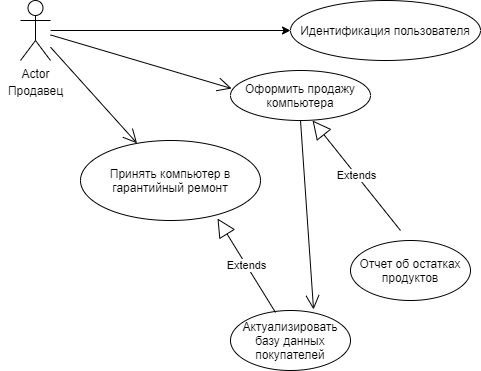 Actor
Продавец
Идентификация пользователя
Оформить продажу
компьютера
Принять компьютер в
гарантийный ремонт
Extends
Extends
Отчет об остатках
продуктов
Актуализировать
базу данных
покупателей